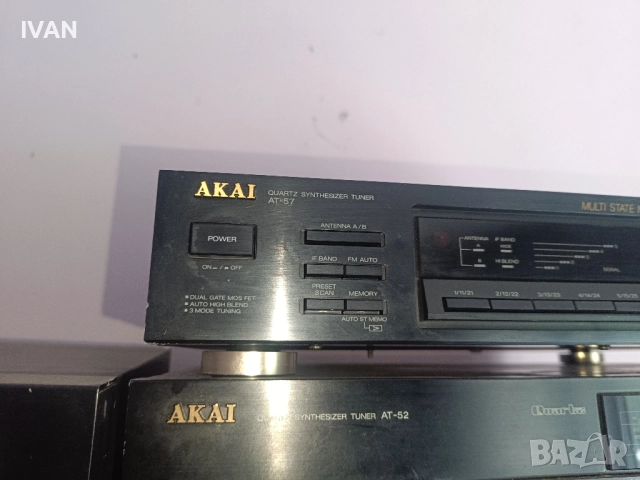 IVAN
AKAI
QUARTZ SYNTHESIZER TUNER
AT-57
MULTI STATE
POWER
ON – / ▪ OFF
ANTENNA A/B
IF BAND FM AUTO
PRESET SCAN MEMORY
AUTO ST MEMO
▪ DUAL GATE MOS FET
▪ AUTO HIGH BLEND
▪ 3 MODE TUNING
ANTENNA IF BAND
A WIDE
B HI BLEND
SIGNAL
1/11/21 2/12/22 3/13/23 4/14/24
AKAI
QUARTZ SYNTHESIZER TUNER AT-52
Quartz
BAZAR